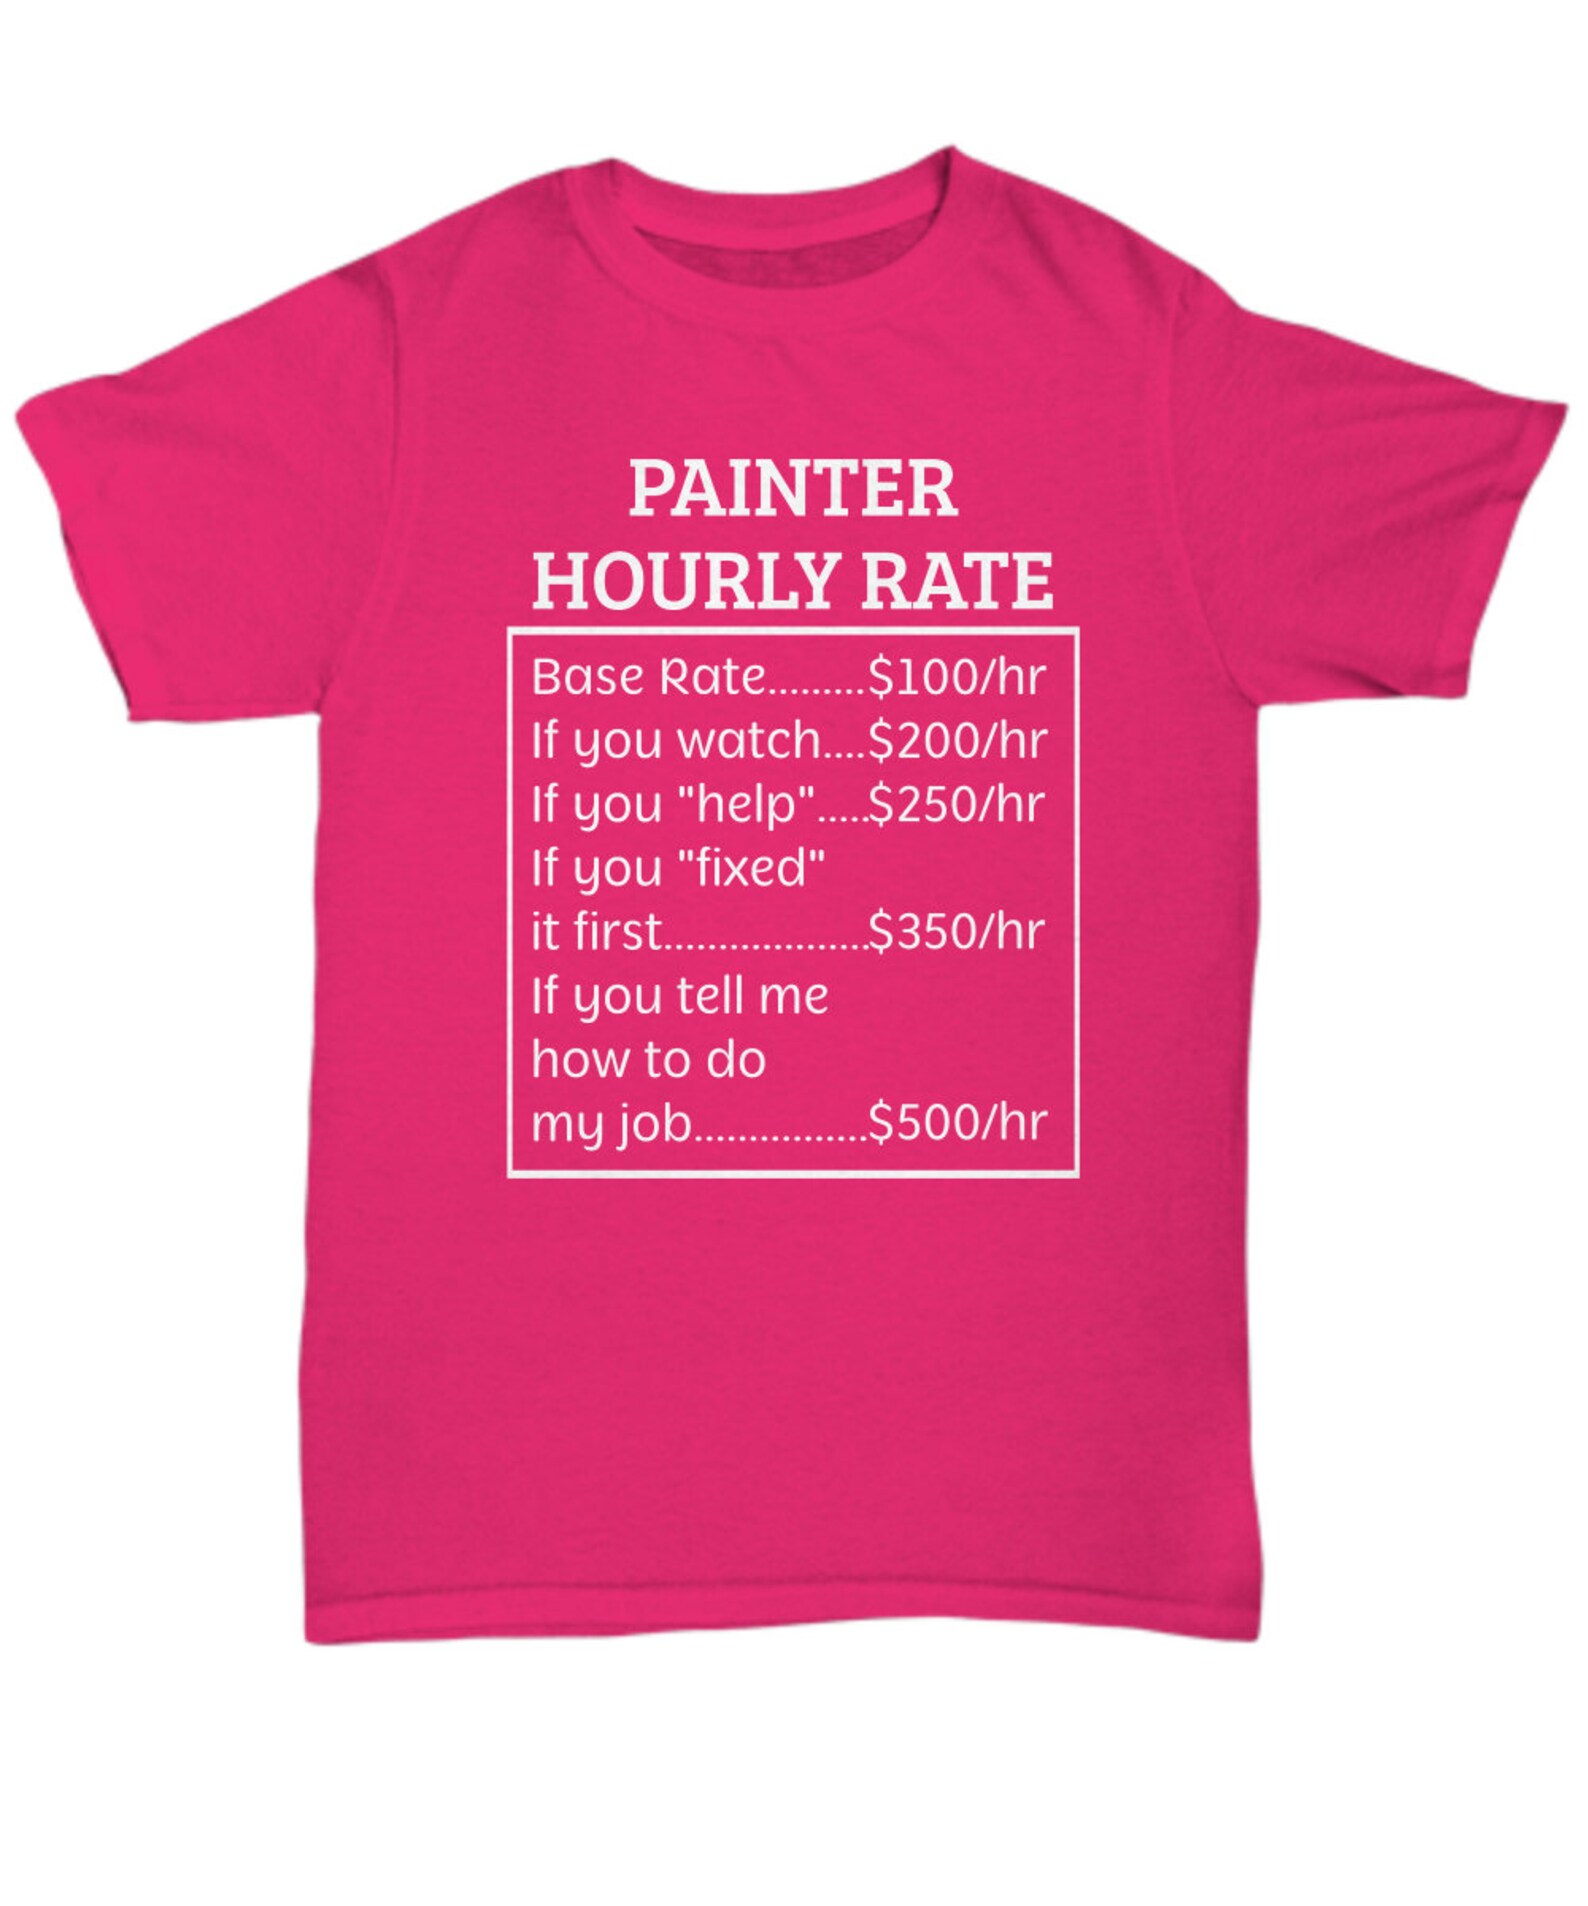 PAINTER
HOURLY RATE
Base Rate.........$100/hr
If you watch....$200/hr
If you "help".....$250/hr
If you "fixed"
it first...................$350/hr
If you tell me
how to do
my job................$500/hr